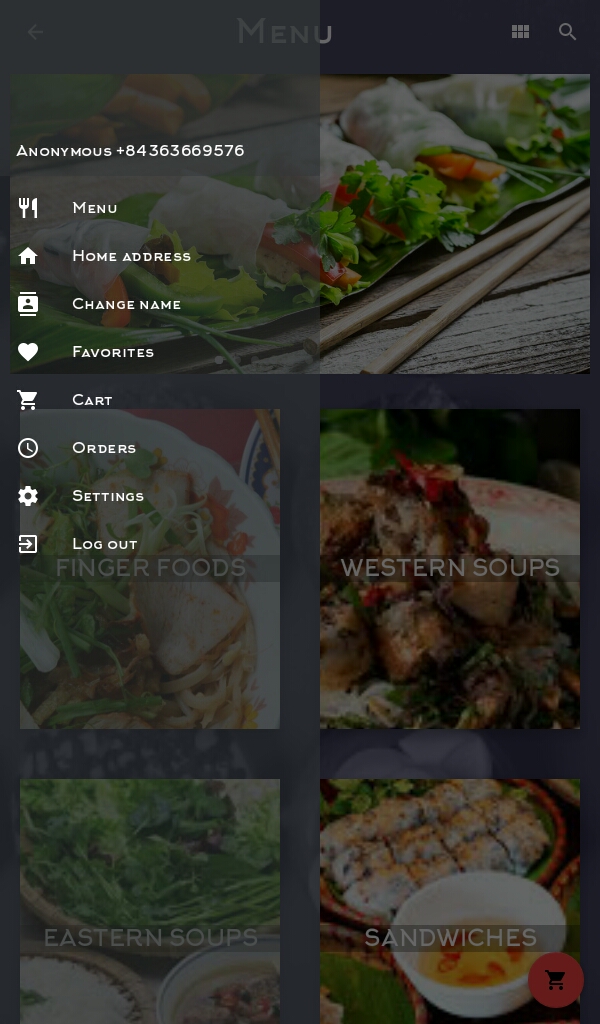 Menu
Anonymous +84363669576
Menu
Home address
Change name
Favorites
Cart
Orders
Settings
Log out
FINGER FOODS
WESTERN SOUPS
EASTERN SOUPS
SANDWICHES